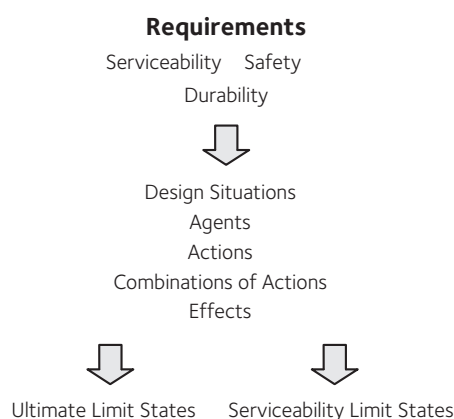 Requirements
Serviceability Safety
Durability
Design Situations
Agents
Actions
Combinations of Actions
Effects
Ultimate Limit States Serviceability Limit States